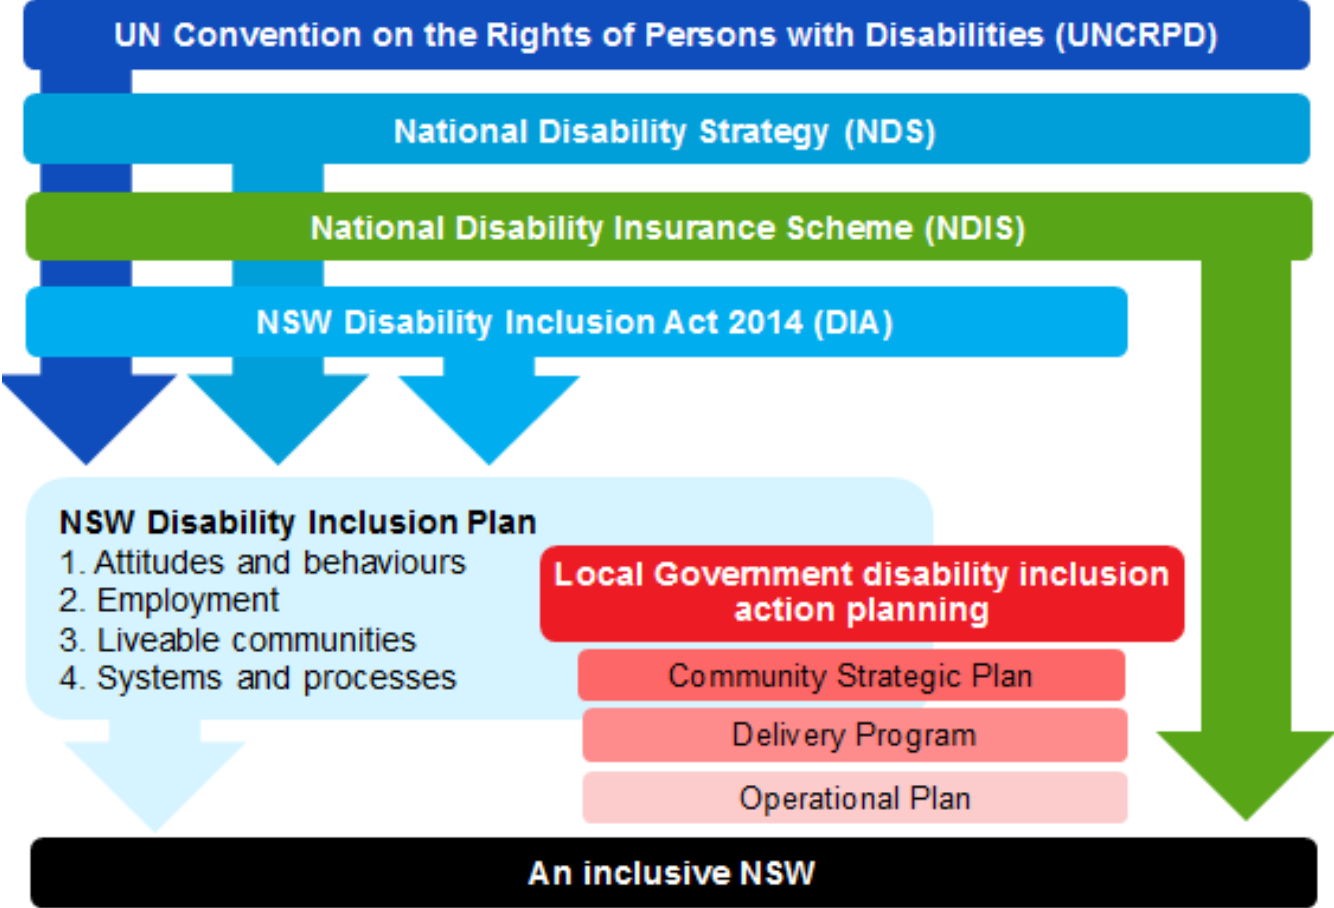 UN Convention on the Rights of Persons with Disabilities (UNCRPD)
National Disability Strategy (NDS)
National Disability Insurance Scheme (NDIS)
NSW Disability Inclusion Act 2014 (DIA)
NSW Disability Inclusion Plan
1. Attitudes and behaviours
2. Employment
3. Liveable communities
4. Systems and processes
Local Government disability inclusion
action planning
Community Strategic Plan
Delivery Program
Operational Plan
An inclusive NSW